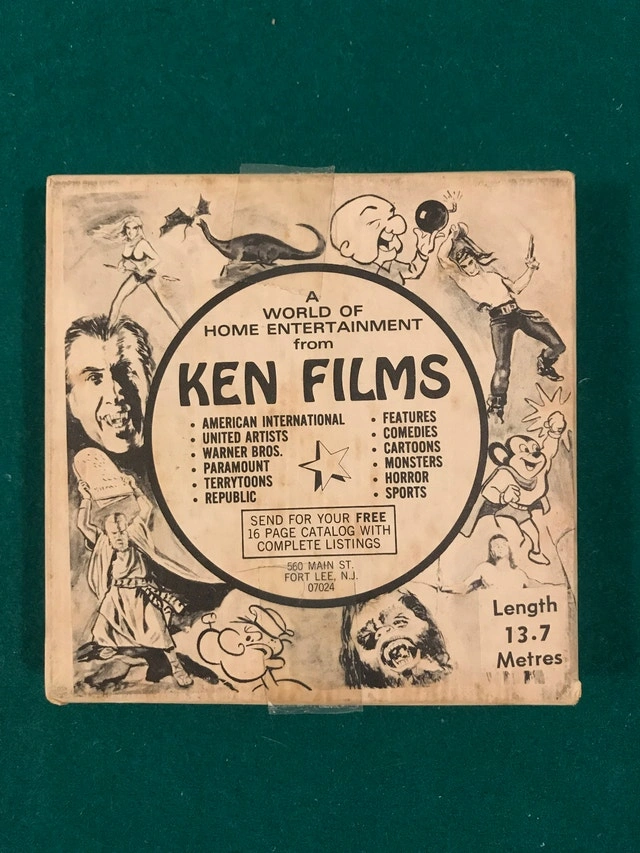 A
WORLD OF
HOME ENTERTAINMENT
from
KEN FILMS
• AMERICAN INTERNATIONAL
• UNITED ARTISTS
• WARNER BROS.
• PARAMOUNT
• TERRYTOONS
• REPUBLIC
• FEATURES
• COMEDIES
• CARTOONS
• MONSTERS
• HORROR
• SPORTS
SEND FOR YOUR FREE
16 PAGE CATALOG WITH
COMPLETE LISTINGS
560 MAIN ST.
FORT LEE, N.J.
07024
Length
13.7
Metres